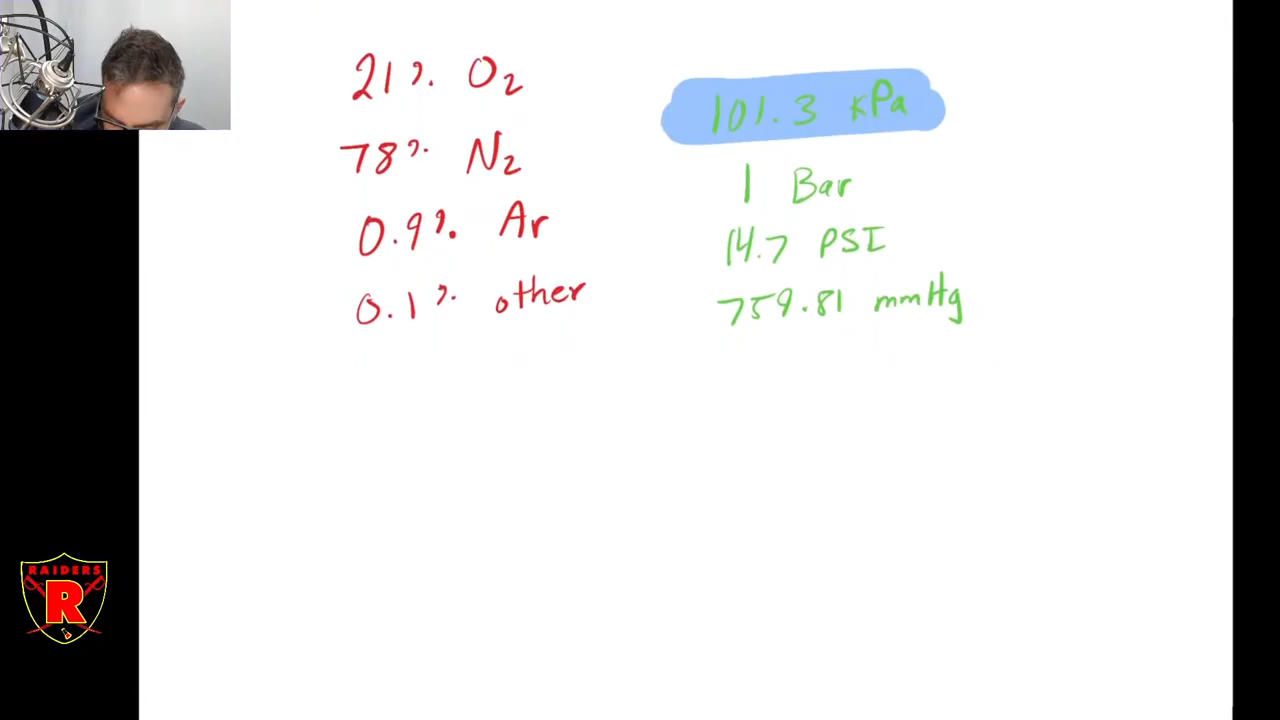 21% O2
78% N2
0.9% Ar
0.1% other
101.3 kPa
1 Bar
14.7 PSI
759.81 mmHg
RAIDERS
R